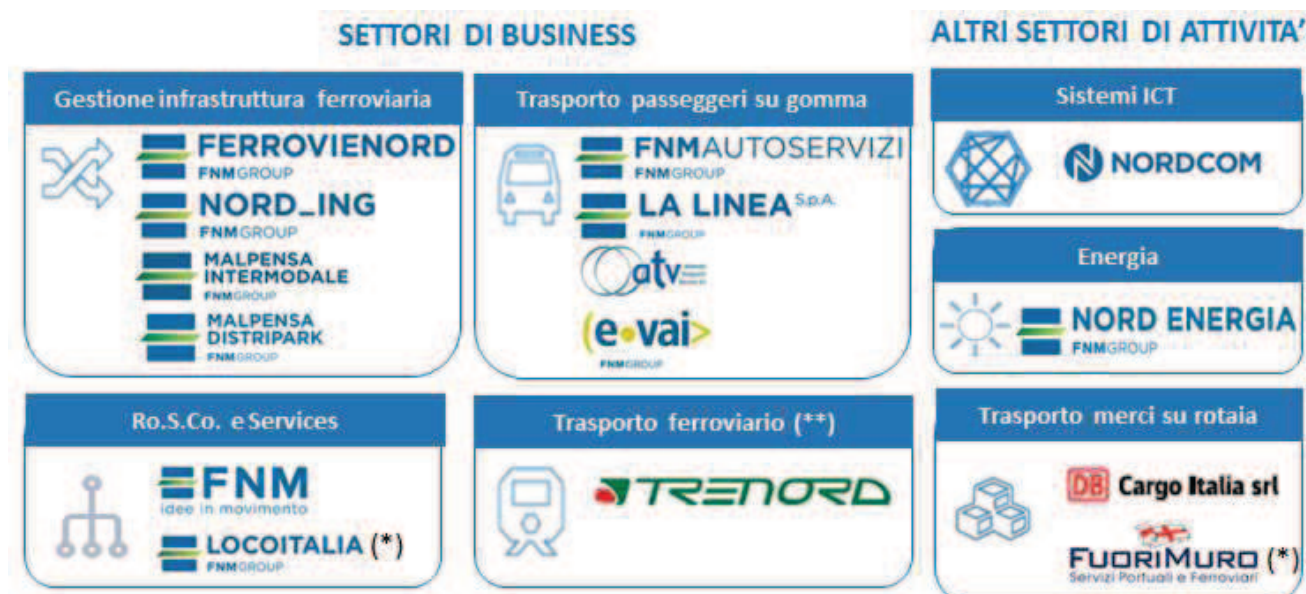 SETTORI DI BUSINESS
ALTRI SETTORI DI ATTIVITA’
Gestione infrastruttura ferroviaria
FERROVIENORD
FNMGROUP
NORD_ING
FNMGROUP
MALPENSA
INTERMODALE
FNMGROUP
MALPENSA
DISTRIPARK
FNMGROUP
Trasporto passeggeri su gomma
FNMAUTOSERVIZI
FNMGROUP
LA LINEA S.p.A.
FNMGROUP
atv
(e•vai>
FNMGROUP
Sistemi ICT
NORDCOM
Energia
NORD ENERGIA
FNMGROUP
Ro.S.Co. e Services
FNM
idee in movimento
LOCOITALIA (*)
FNMGROUP
Trasporto ferroviario (**)
TRENORD
Trasporto merci su rotaia
DB Cargo Italia srl
FUORIMURO (*)
Servizi Portuali e Ferroviari